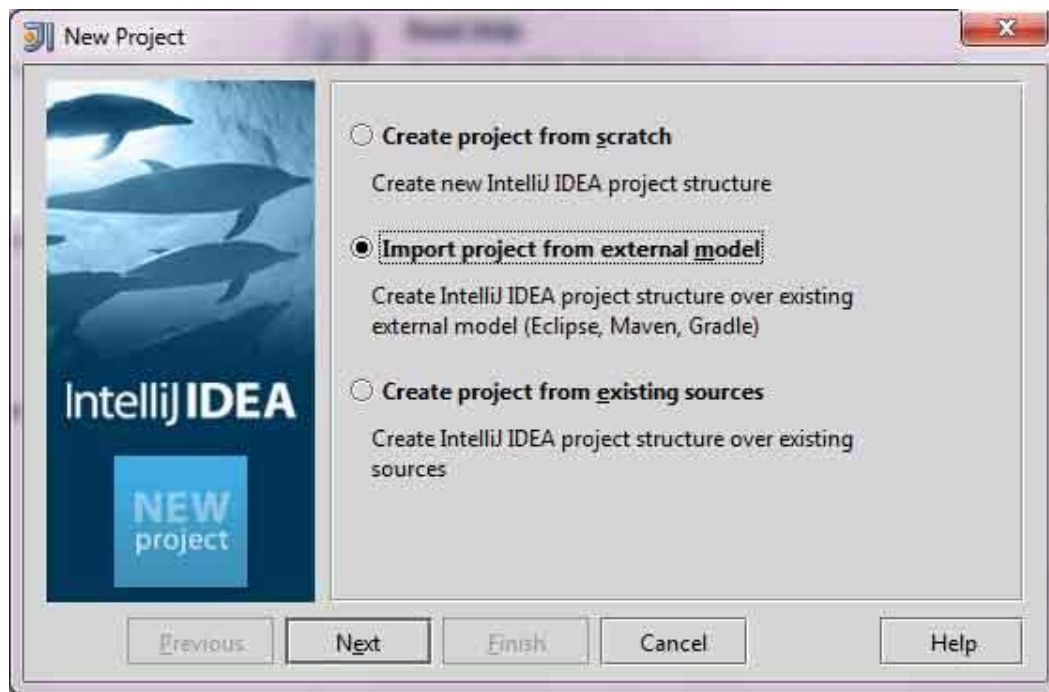 New Project
Create project from scratch
Create new IntelliJ IDEA project structure
Import project from external model
Create IntelliJ IDEA project structure over existing
external model (Eclipse, Maven, Gradle)
Create project from existing sources
Create IntelliJ IDEA project structure over existing
sources
IntelliJ IDEA
NEW
project
Previous Next Finish Cancel Help